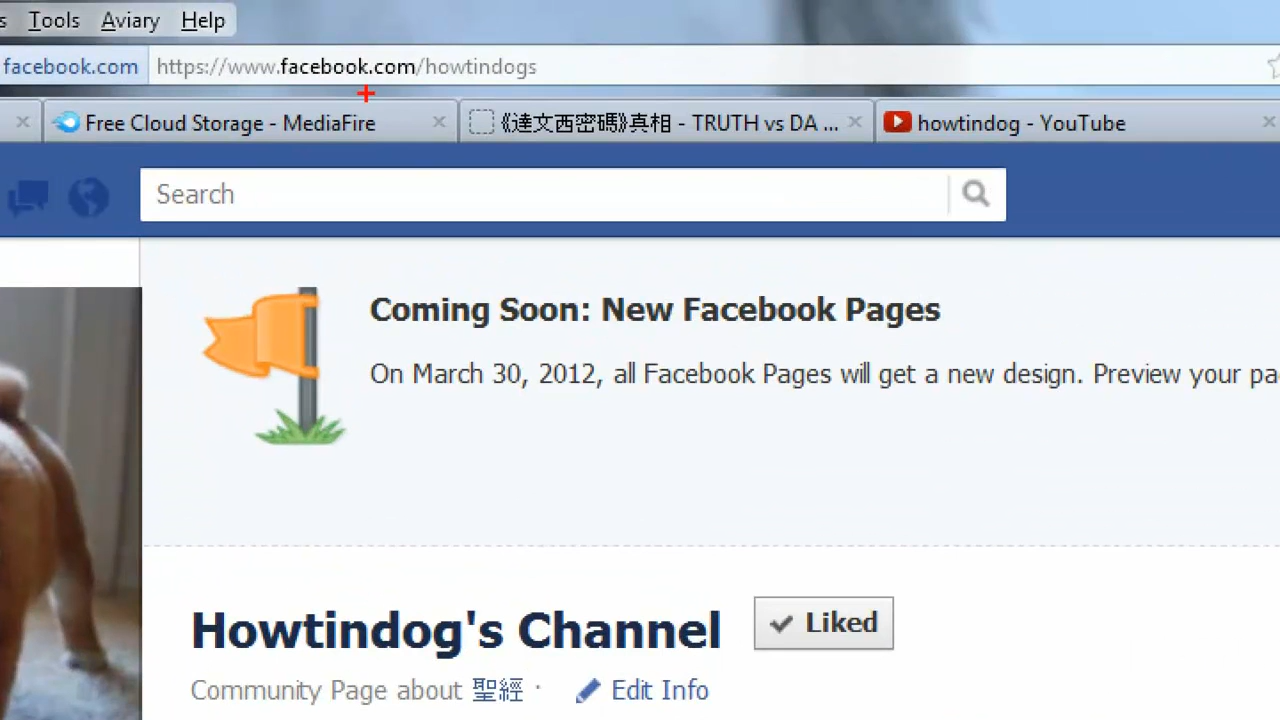 s Tools Aviary Help
facebook.com https://www.facebook.com/howtindogs
Free Cloud Storage - MediaFire 《達文西密碼》真相 - TRUTH vs DA ... howtindog - YouTube
Search
Coming Soon: New Facebook Pages
On March 30, 2012, all Facebook Pages will get a new design. Preview your pa
Howtindog's Channel Liked
Community Page about 聖經 · Edit Info